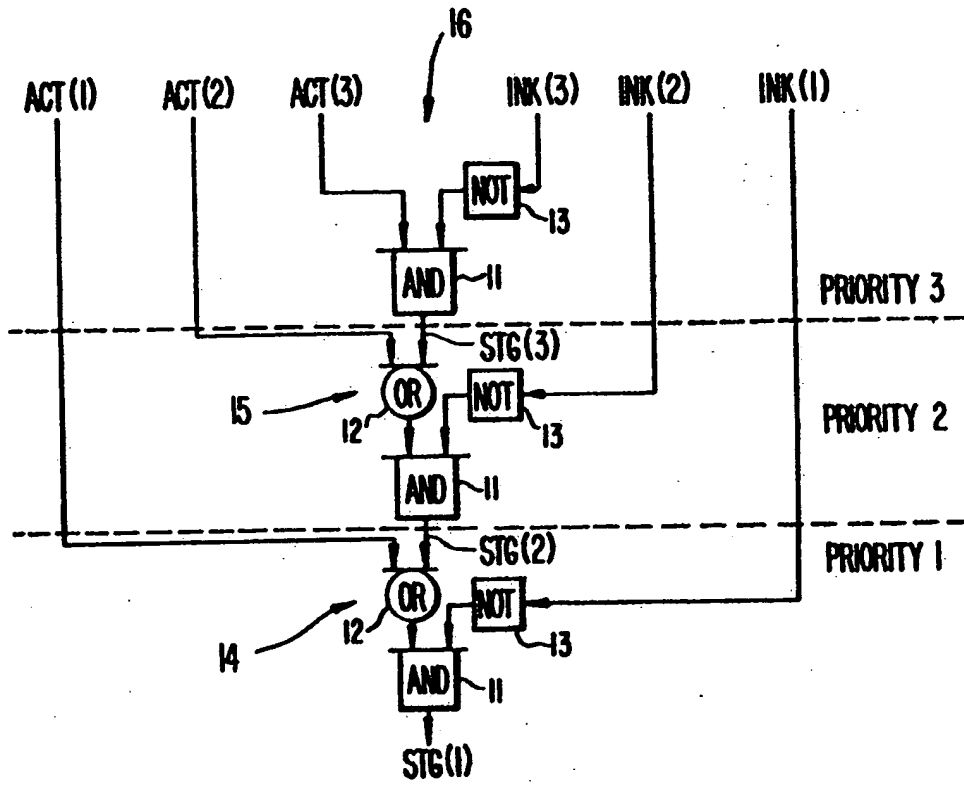 16
ACT(1) ACT(2) ACT(3) INK(3) INK(2) INK(1)
NOT
13
AND
11
PRIORITY 3
STG(3)
15
OR
12
NOT
13
PRIORITY 2
AND
11
STG(2)
PRIORITY 1
14
OR
12
NOT
13
AND
11
STG(1)